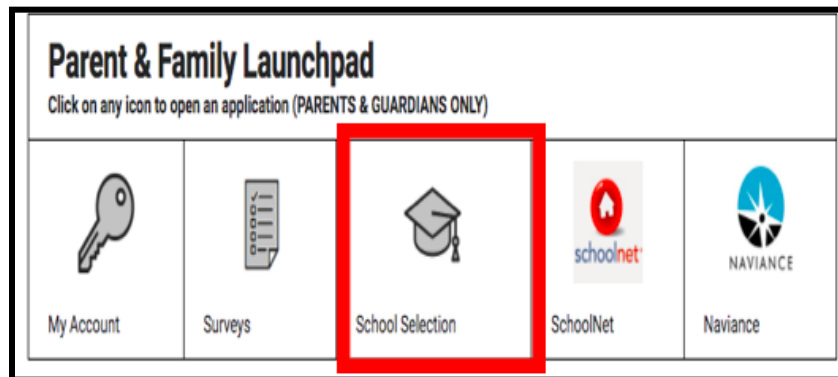 Parent & Family Launchpad
Click on any icon to open an application (PARENTS & GUARDIANS ONLY)
schoolnet
NAVIANCE
My Account
Surveys
School Selection
SchoolNet
Naviance